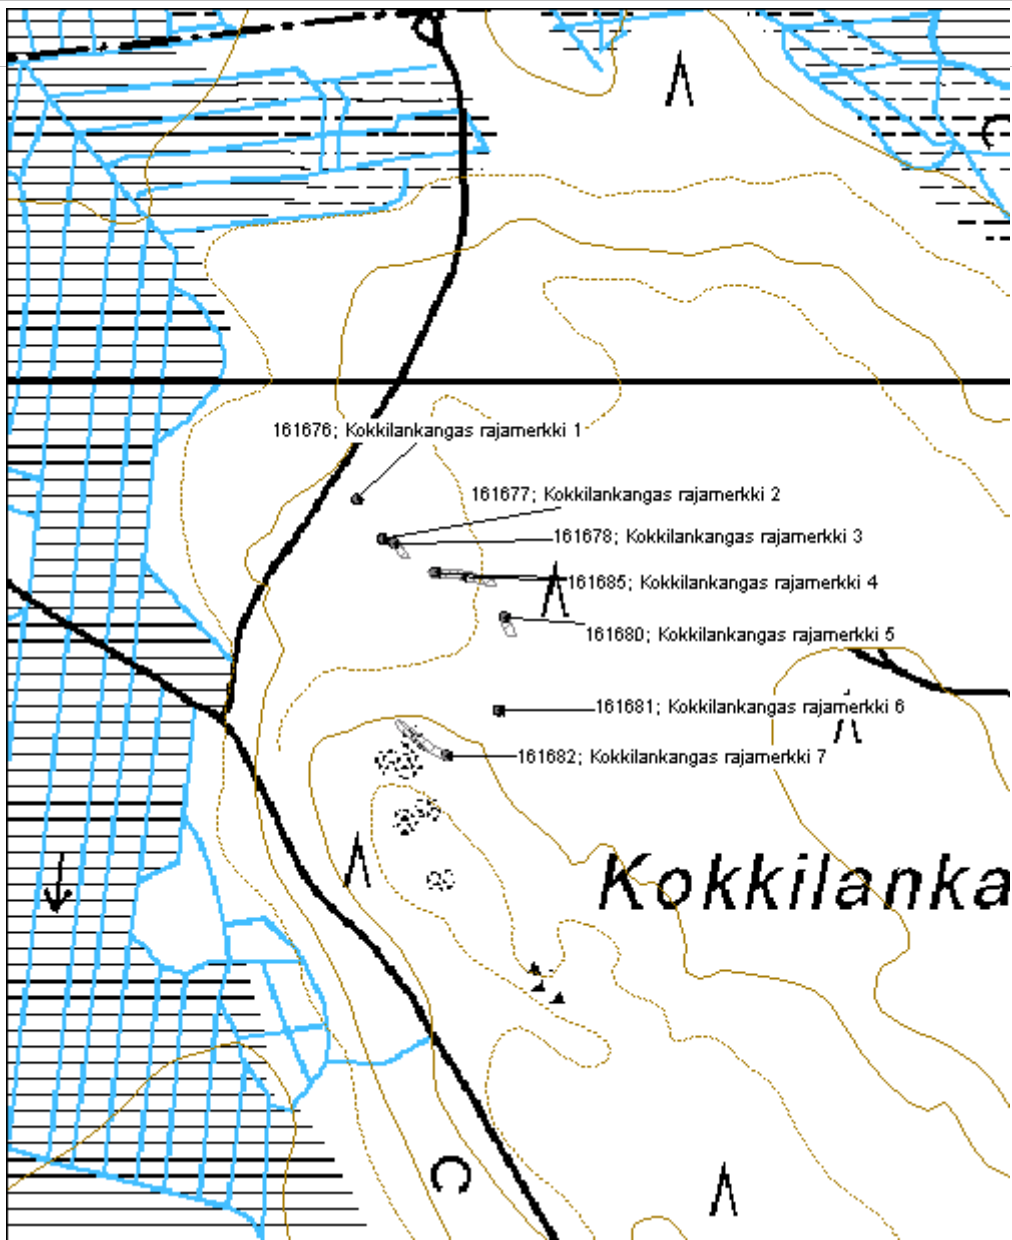 161676; Kokkilankangas rajamerkki 1
161677; Kokkilankangas rajamerkki 2
161678; Kokkilankangas rajamerkki 3
161685; Kokkilankangas rajamerkki 4
161680; Kokkilankangas rajamerkki 5
161681; Kokkilankangas rajamerkki 6
161682; Kokkilankangas rajamerkki 7
Kokkilanka